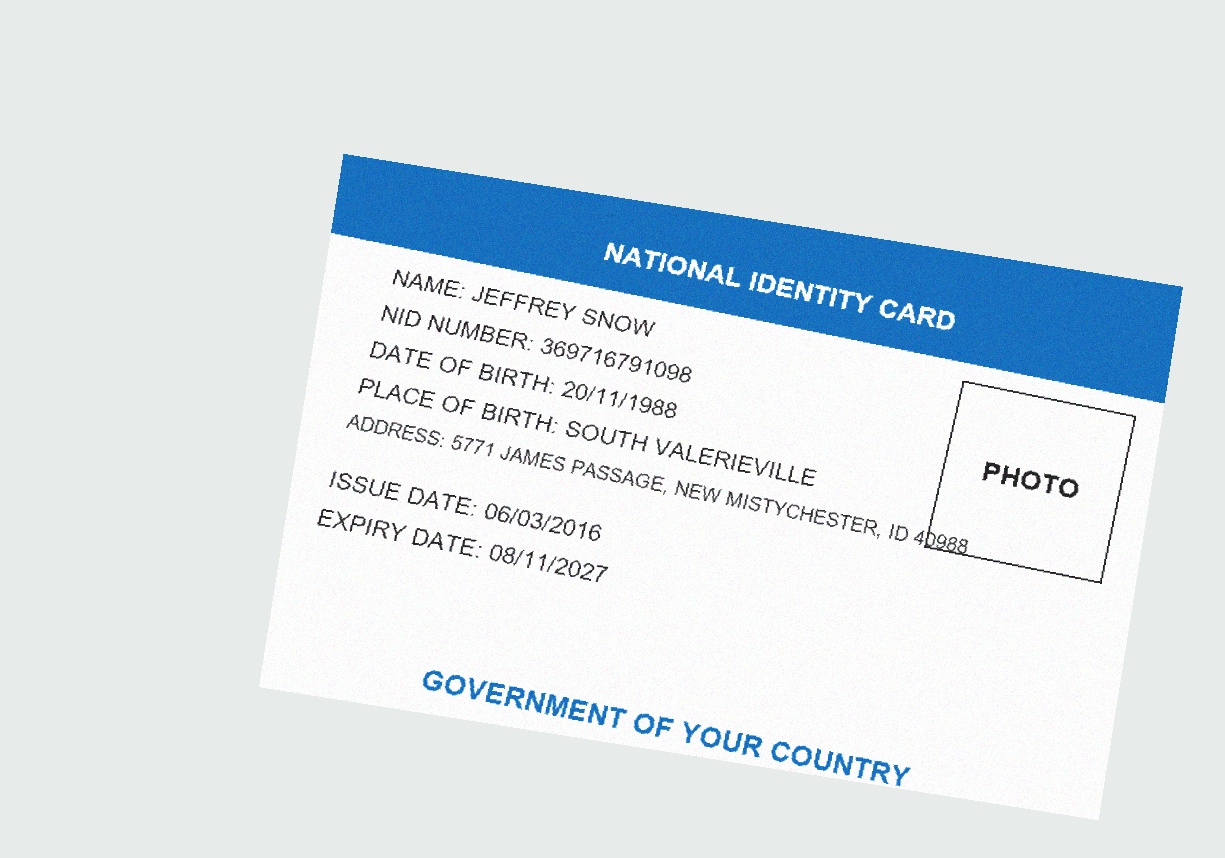 NATIONAL IDENTITY CARD
NAME: JEFFREY SNOW
NID NUMBER: 369716791098
DATE OF BIRTH: 20/11/1988
PLACE OF BIRTH: SOUTH VALERIEVILLE
ADDRESS: 5771 JAMES PASSAGE, NEW MISTYCHESTER, ID 40988
PHOTO
ISSUE DATE: 06/03/2016
EXPIRY DATE: 08/11/2027
GOVERNMENT OF YOUR COUNTRY